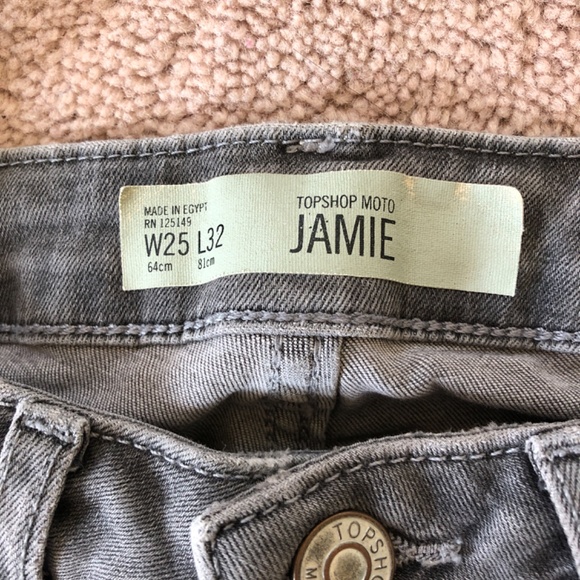 MADE IN EGYPT
RN 125149
W25 L32
64cm 81cm
TOPSHOP MOTO
JAMIE
TOPSHO
M